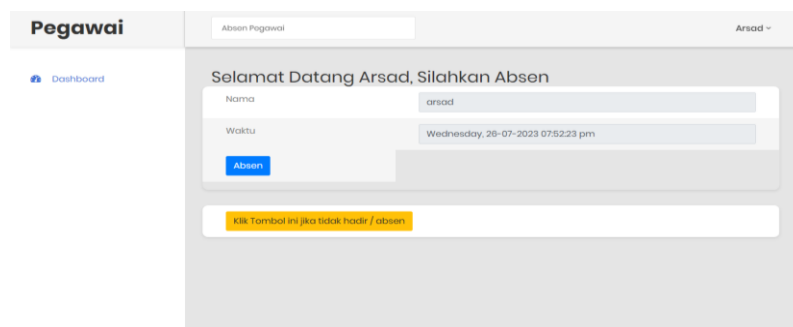 Pegawai
Absen Pegawai
Arsad
Dashboard
Selamat Datang Arsad, Silahkan Absen
Nama
arsad
Waktu
Wednesday, 26-07-2023 07:52:23 pm
Absen
Klik Tombol ini jika tidak hadir / absen